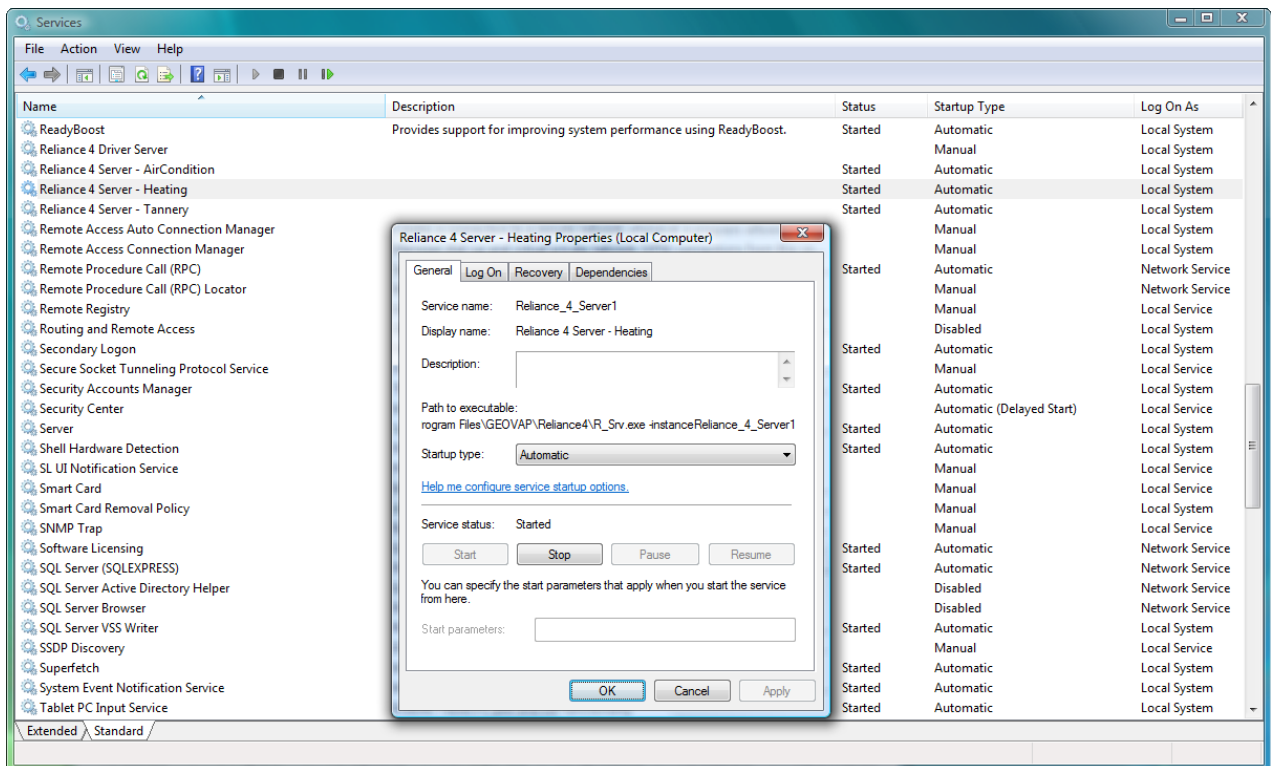 Services
File Action View Help
Name Description Status Startup Type Log On As
ReadyBoost Provides support for improving system performance using ReadyBoost. Started Automatic Local System
Reliance 4 Driver Server Manual Local System
Reliance 4 Server - AirCondition Started Automatic Local System
Reliance 4 Server - Heating Started Automatic Local System
Reliance 4 Server - Tannery Started Automatic Local System
Remote Access Auto Connection Manager Manual Local System
Remote Access Connection Manager Manual Local System
Remote Procedure Call (RPC) Started Automatic Network Service
Remote Procedure Call (RPC) Locator Manual Network Service
Remote Registry Manual Local Service
Routing and Remote Access Disabled Local System
Secondary Logon Started Automatic Local System
Secure Socket Tunneling Protocol Service Manual Local Service
Security Accounts Manager Started Automatic Local System
Security Center Automatic (Delayed Start) Local Service
Server Started Automatic Local System
Shell Hardware Detection Started Automatic Local System
SL UI Notification Service Manual Local Service
Smart Card Manual Local Service
Smart Card Removal Policy Manual Local System
SNMP Trap Manual Local Service
Software Licensing Started Automatic Network Service
SQL Server (SQLEXPRESS) Started Automatic Network Service
SQL Server Active Directory Helper Disabled Network Service
SQL Server Browser Disabled Network Service
SQL Server VSS Writer Started Automatic Local System
SSDP Discovery Manual Local Service
Superfetch Started Automatic Local System
System Event Notification Service Started Automatic Local System
Tablet PC Input Service Started Automatic Local System
Extended Standard
Reliance 4 Server - Heating Properties (Local Computer)
General Log On Recovery Dependencies
Service name: Reliance_4_Server1
Display name: Reliance 4 Server - Heating
Description:
Path to executable:
rogram Files\GEOVAP\Reliance4\R_Srv.exe -instanceReliance_4_Server1
Startup type: Automatic
Help me configure service startup options.
Service status: Started
Start Stop Pause Resume
You can specify the start parameters that apply when you start the service
from here.
Start parameters:
OK Cancel Apply